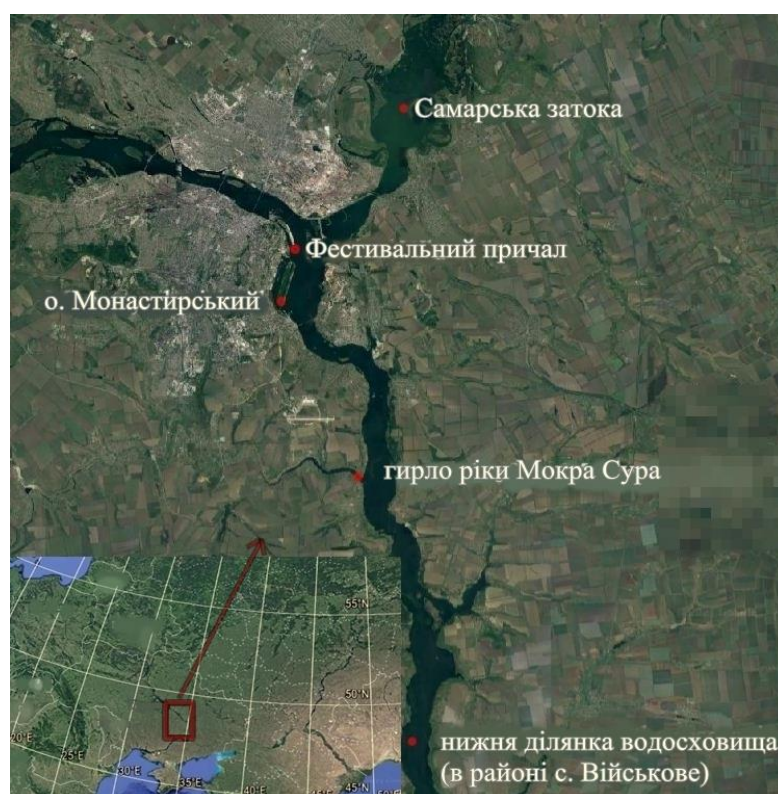 Самарська затока
Фестивальний причал
о. Монастирський
гирло ріки Мокра Сура
55°N
50°N
20°E
25°E
30°E
35°E
40°E
45°E
50°E
нижня ділянка водосховища
(в районі с. Військове)